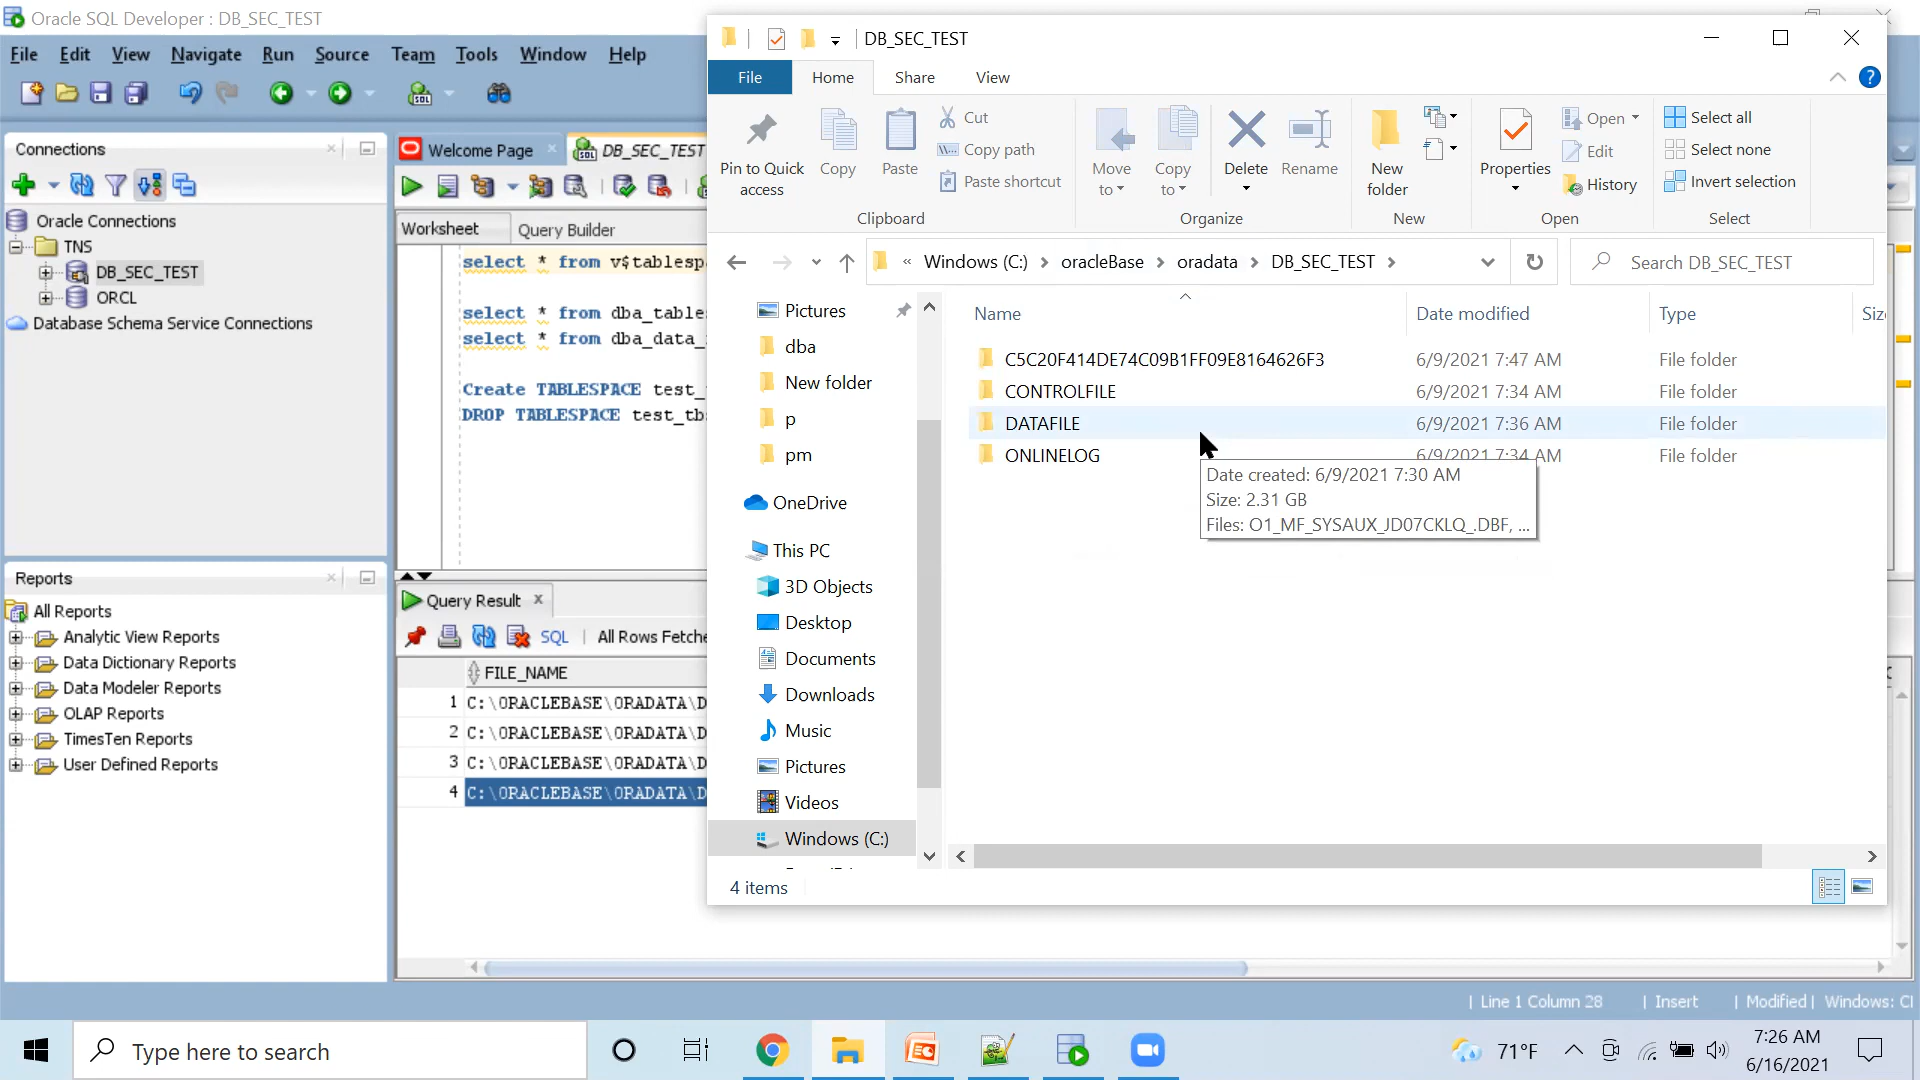 Oracle SQL Developer : DB_SEC_TEST
File Edit View Navigate Run Source Team Tools Window Help
Connections
Oracle Connections
TNS
DB_SEC_TEST
ORCL
Database Schema Service Connections
Reports
All Reports
Analytic View Reports
Data Dictionary Reports
Data Modeler Reports
OLAP Reports
TimesTen Reports
User Defined Reports
Welcome Page
DB_SEC_TEST
Worksheet Query Builder
select * from
select * from
select * from
Create TABLESPACE
DROP TABLESPACE
Query Result
SQL | All Rows
FILE_NAME
1 C:\ORACLEBASE\ORADATA\D
2 C:\ORACLEBASE\ORADATA\D
3 C:\ORACLEBASE\ORADATA\D
4 C:\ORACLEBASE\ORADATA\D
DB_SEC_TEST
File Home Share View
Pin to Quick access
Copy
Paste
Cut
Copy path
Paste shortcut
Clipboard
Move to
Copy to
Delete
Rename
Organize
New folder
New
Properties
Open
Edit
History
Open
Select all
Select none
Invert selection
Select
« Windows (C:) > oracleBase > oradata > DB_SEC_TEST >
Search DB_SEC_TEST
Pictures
dba
New folder
p
pm
OneDrive
This PC
3D Objects
Desktop
Documents
Downloads
Music
Pictures
Videos
Windows (C:)
Name Date modified Type
C5C20F414DE74C09B1FF09E8164626F3 6/9/2021 7:47 AM File folder
CONTROLFILE 6/9/2021 7:34 AM File folder
DATAFILE 6/9/2021 7:36 AM File folder
ONLINELOG 6/9/2021 7:34 AM File folder
Date created: 6/9/2021 7:30 AM
Size: 2.31 GB
Files: O1_MF_SYSAUX_JD07CKLQ_.DBF, ...
4 items
| Line 1 Column 28 | Insert | Modified | Windows:
Type here to search
71°F
7:26 AM
6/16/2021